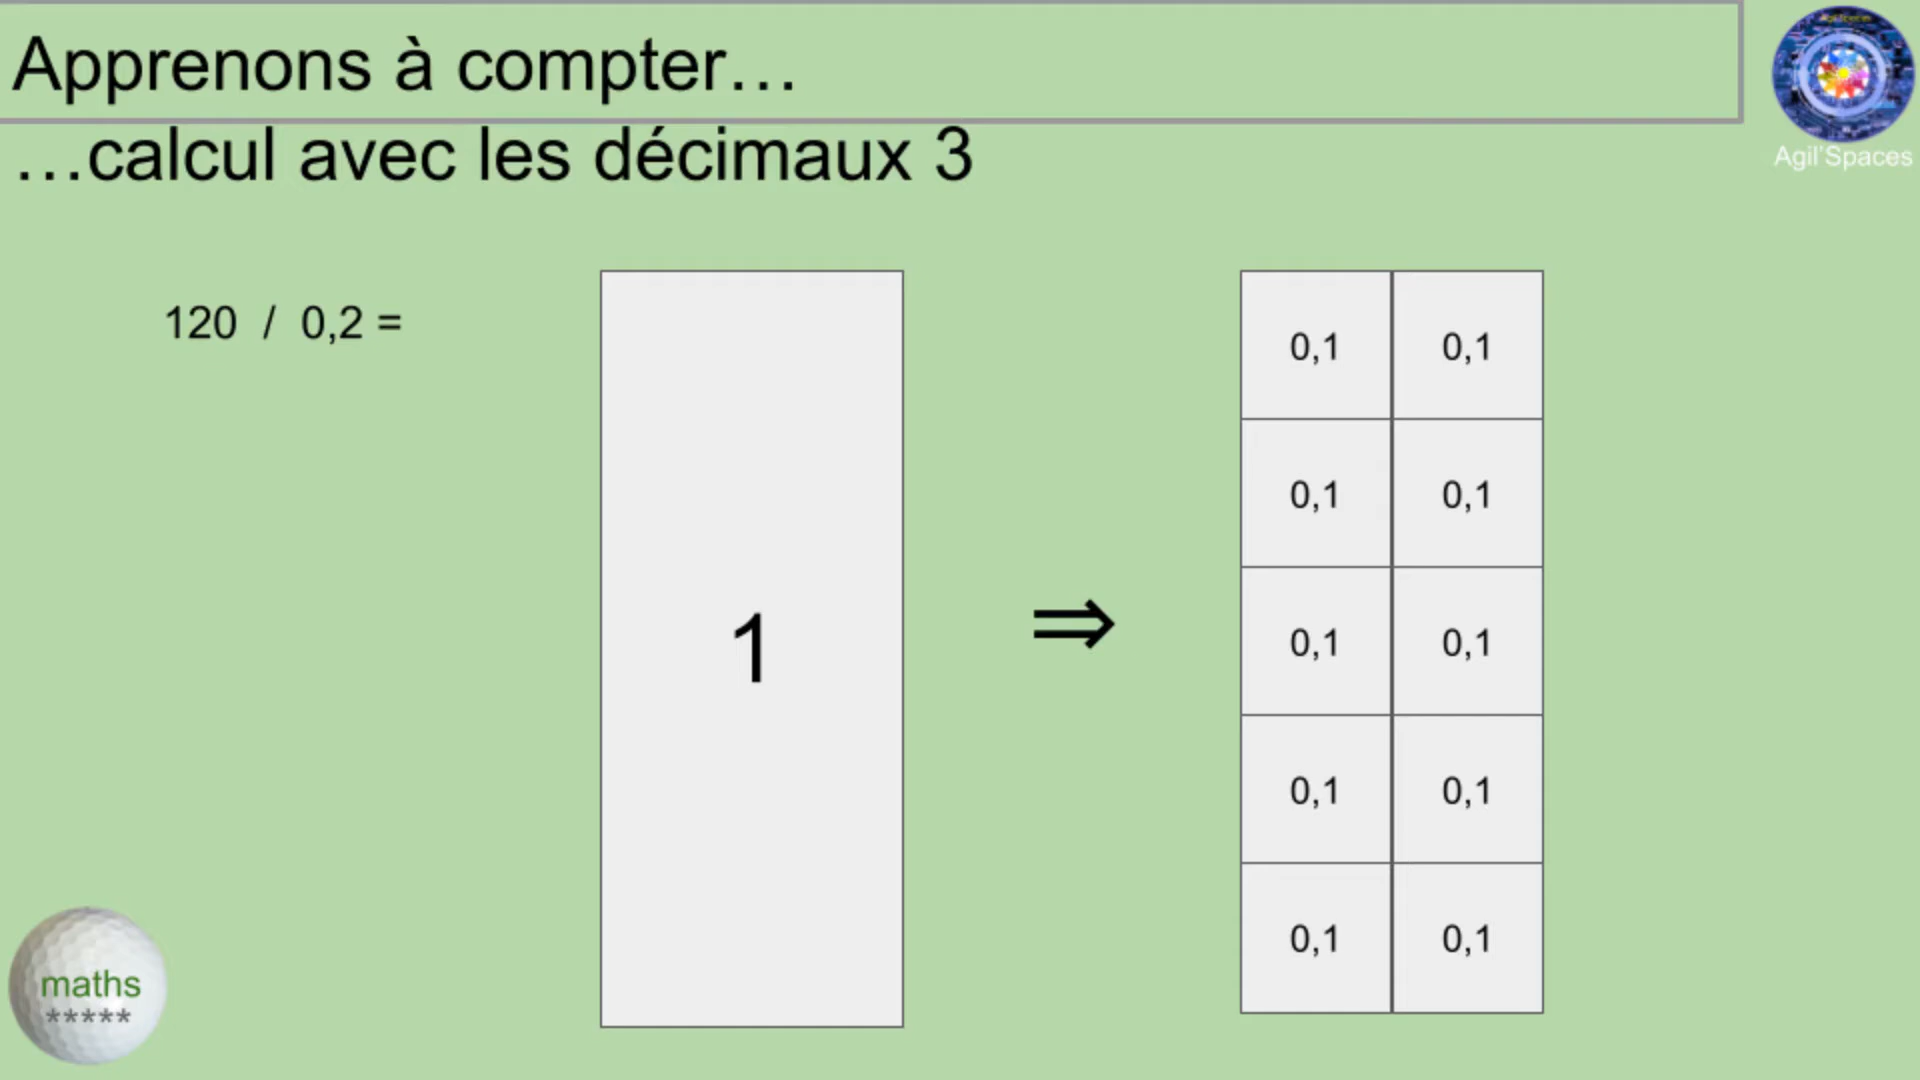 Apprenons à compter…
…calcul avec les décimaux 3
Agil'Spaces
120 / 0,2 =
1
⇒
0,1 0,1
0,1 0,1
0,1 0,1
0,1 0,1
0,1 0,1
maths
*****